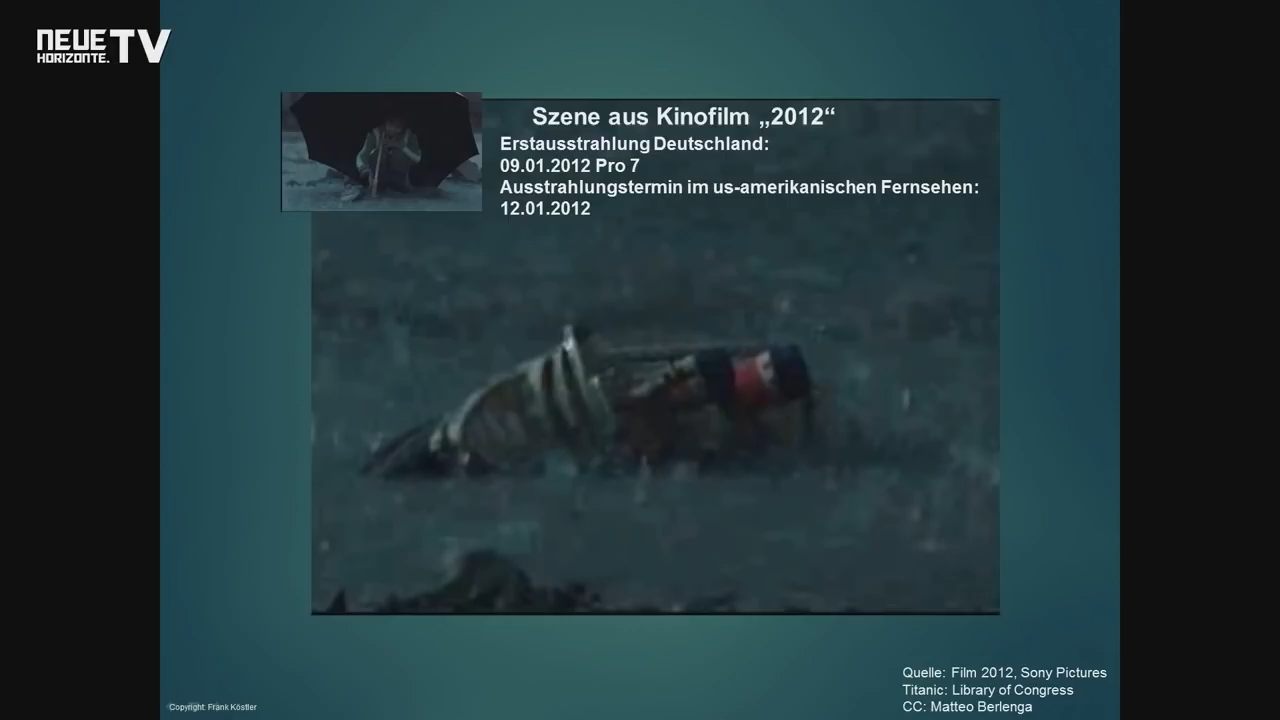 NEUE TV
HORIZONTE.
Szene aus Kinofilm „2012“
Erstausstrahlung Deutschland:
09.01.2012 Pro 7
Ausstrahlungstermin im us-amerikanischen Fernsehen:
12.01.2012
Quelle: Film 2012, Sony Pictures
Titanic: Library of Congress
CC: Matteo Berlenga
Copyright: Frank Köstler